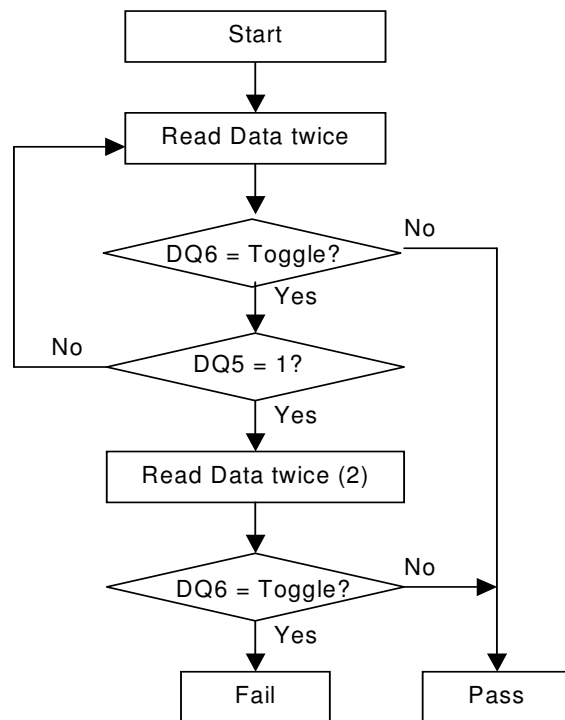 Start
Read Data twice
No
DQ6 = Toggle?
Yes
No
DQ5 = 1?
Yes
Read Data twice (2)
No
DQ6 = Toggle?
Yes
Fail
Pass